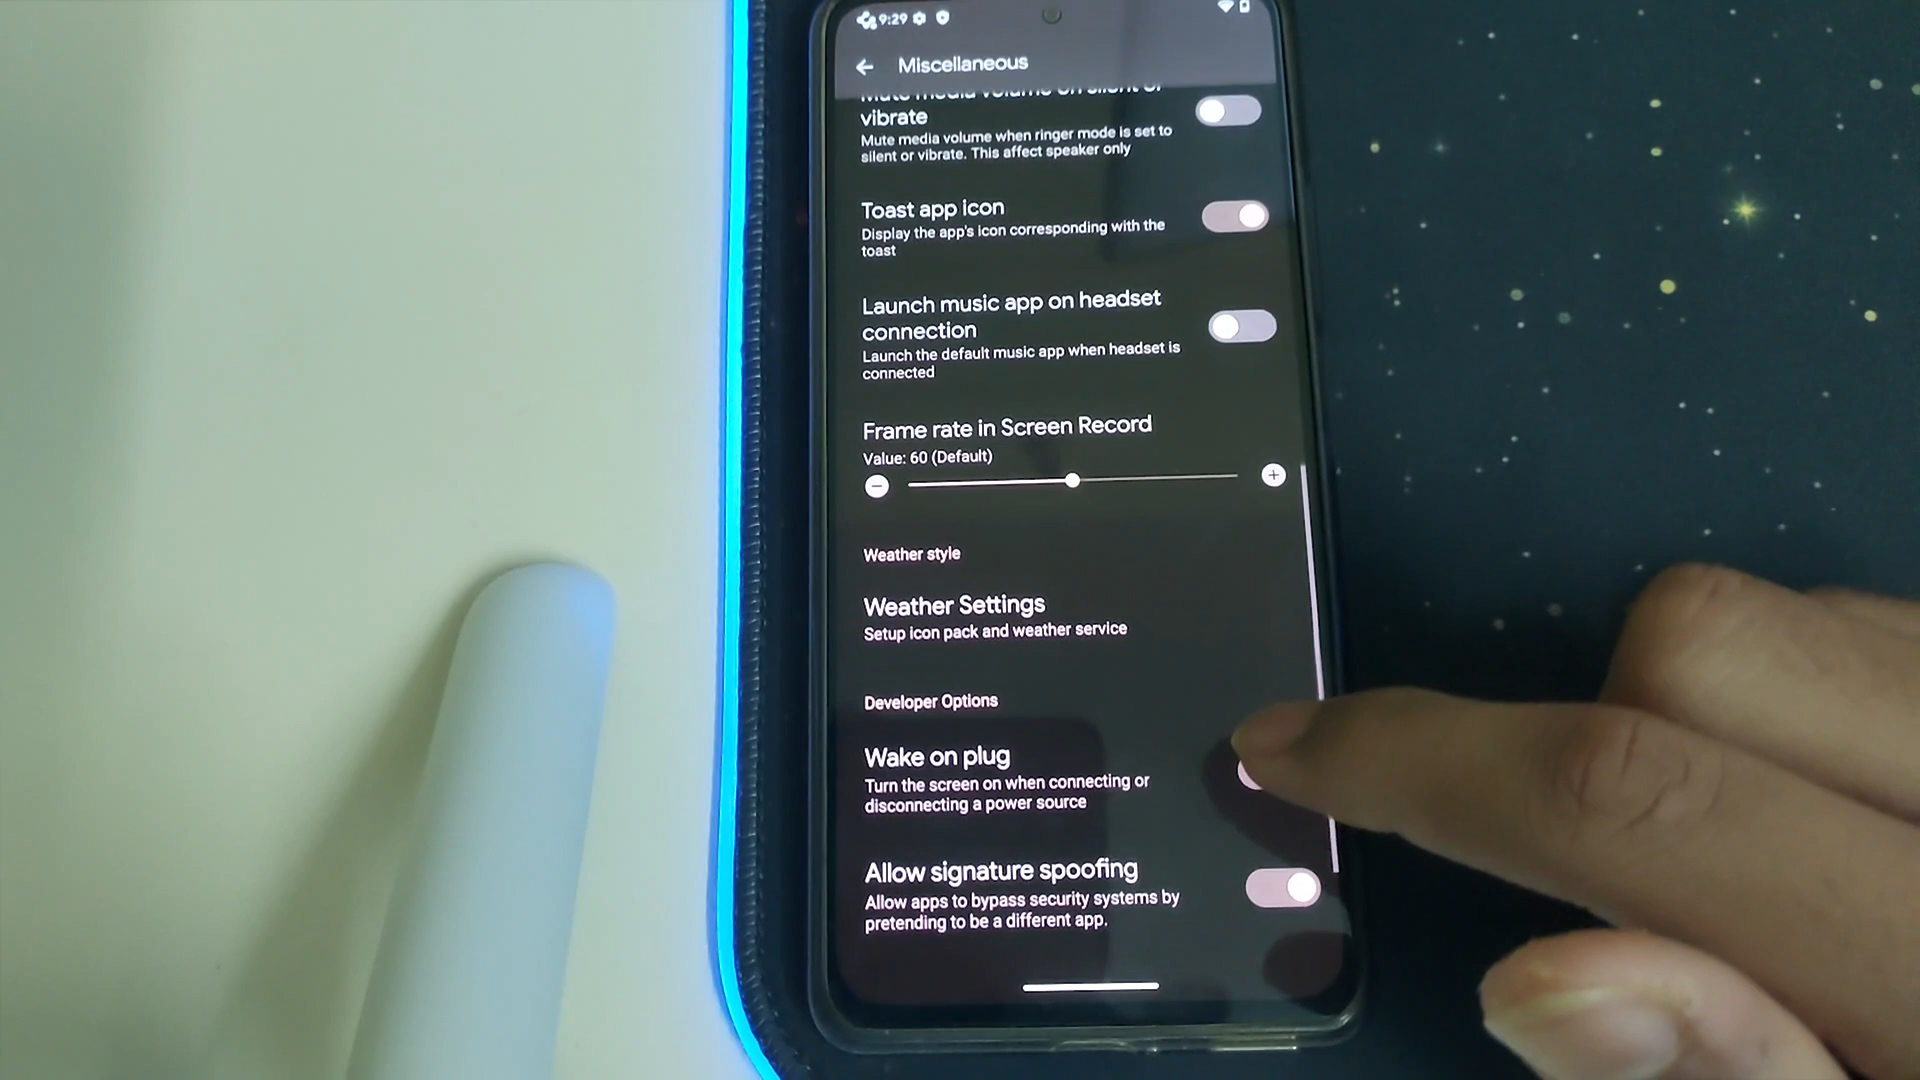 9:29
Miscellaneous
Mute media volume on silent or
vibrate
Mute media volume when ringer mode is set to
silent or vibrate. This affect speaker only
Toast app icon
Display the app's icon corresponding with the
toast
Launch music app on headset
connection
Launch the default music app when headset is
connected
Frame rate in Screen Record
Value: 60 (Default)
Weather style
Weather Settings
Setup icon pack and weather service
Developer Options
Wake on plug
Turn the screen on when connecting or
disconnecting a power source
Allow signature spoofing
Allow apps to bypass security systems by
pretending to be a different app.